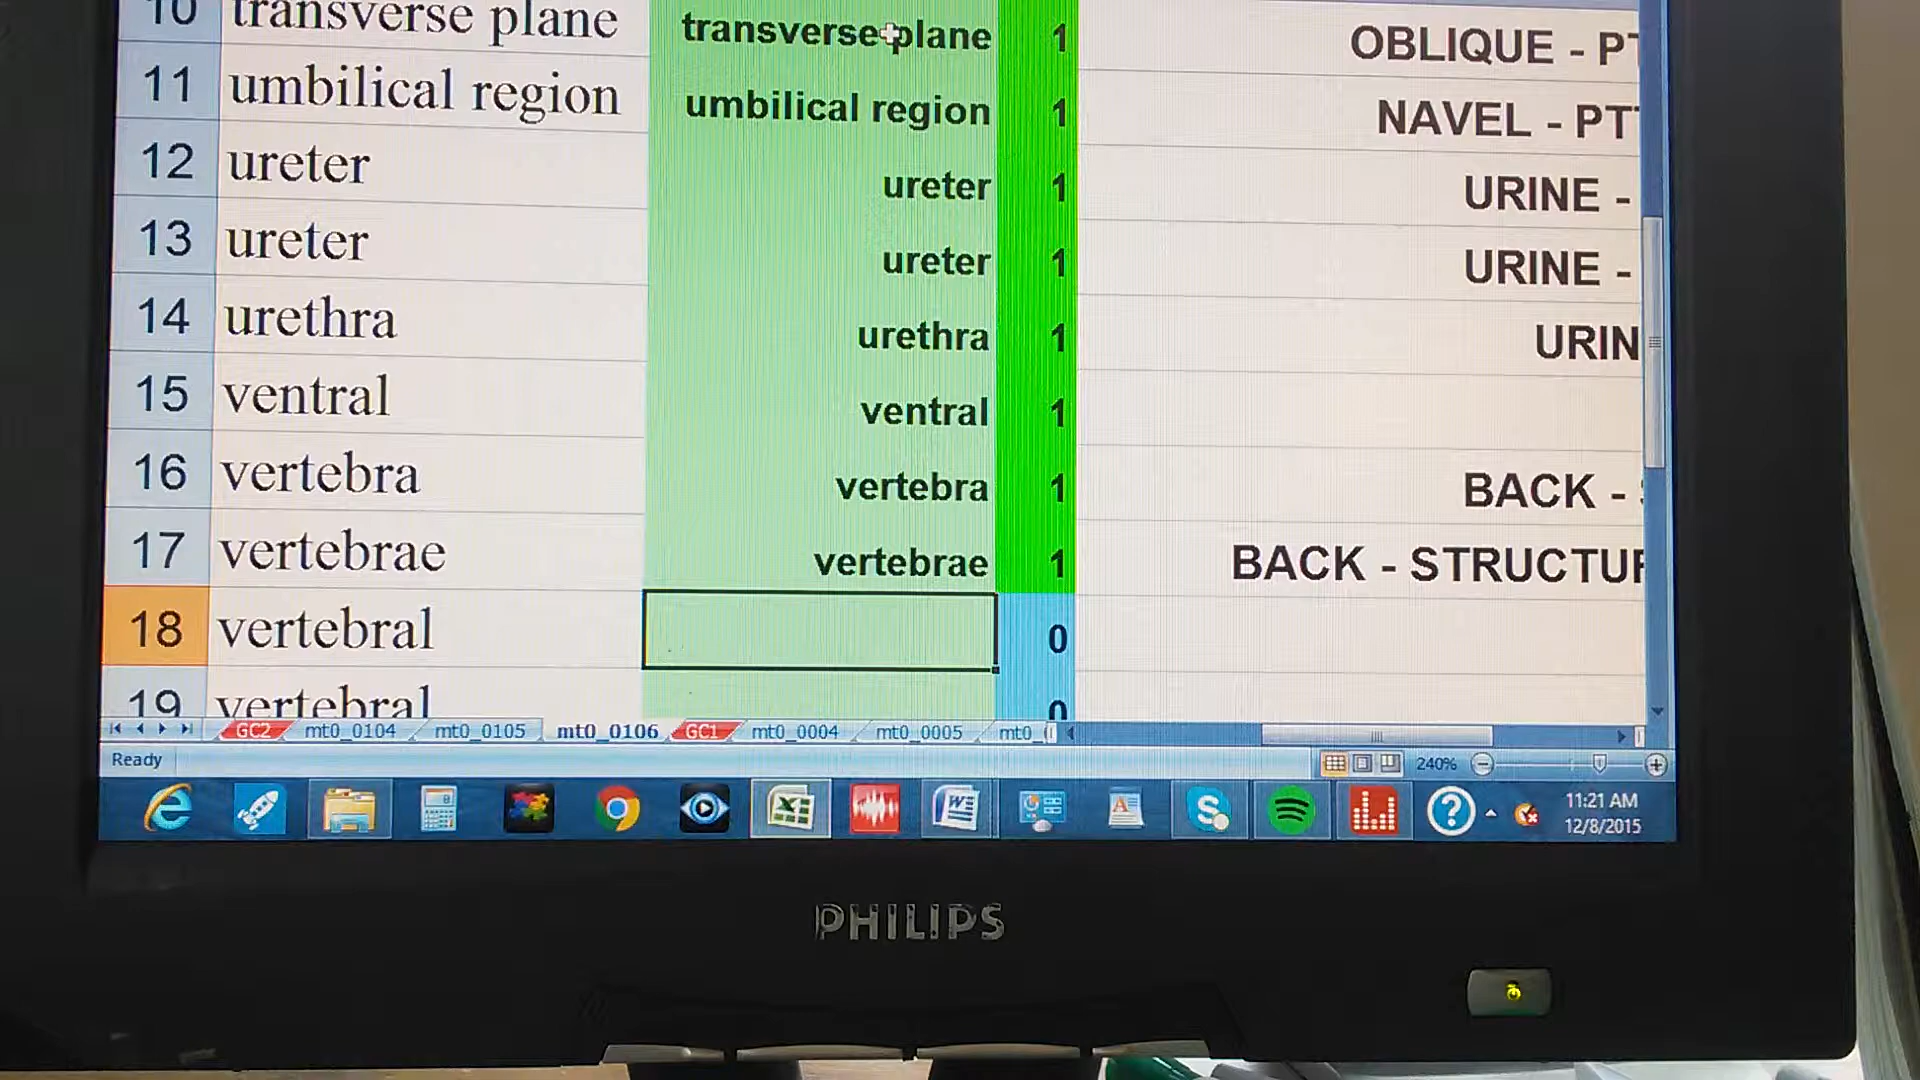 10 transverse plane transverse plane 1 OBLIQUE - PT
11 umbilical region umbilical region 1 NAVEL - PT
12 ureter ureter 1 URINE -
13 ureter ureter 1 URINE -
14 urethra urethra 1 URIN
15 ventral ventral 1
16 vertebra vertebra 1 BACK -
17 vertebrae vertebrae 1 BACK - STRUCTU
18 vertebral 0
19 vertebral 0
GC2 mt0_0104 mt0_0105 mt0_0106 GC1 mt0_0004 mt0_0005 mt0_
Ready 240%
11:21 AM
12/8/2015
PHILIPS